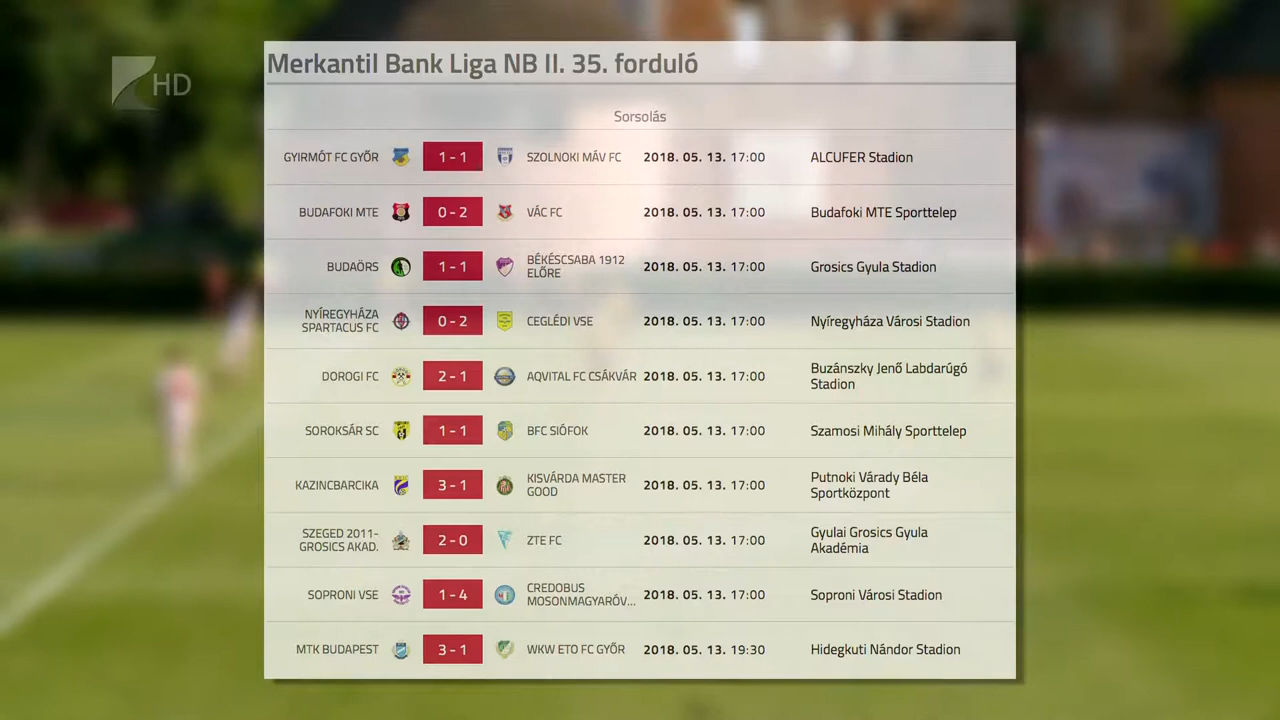 HD
Merkantil Bank Liga NB II. 35. forduló
Sorsolás
GYIRMÓT FC GYŐR 1 - 1 SZOLNOKI MÁV FC 2018. 05. 13. 17:00 ALCUFER Stadion
BUDAFOKI MTE 0 - 2 VÁC FC 2018. 05. 13. 17:00 Budafoki MTE Sporttelep
BUDAÖRS 1 - 1 BÉKÉSCSABA 1912
ELŐRE 2018. 05. 13. 17:00 Grosics Gyula Stadion
NYÍREGYHÁZA
SPARTACUS FC 0 - 2 CEGLÉDI VSE 2018. 05. 13. 17:00 Nyíregyháza Városi Stadion
DOROGI FC 2 - 1 AQVITAL FC CSÁKVÁR 2018. 05. 13. 17:00 Buzánszky Jenő Labdarúgó
Stadion
SOROKSÁR SC 1 - 1 BFC SIÓFOK 2018. 05. 13. 17:00 Szamosi Mihály Sporttelep
KAZINCBARCIKA 3 - 1 KISVÁRDA MASTER
GOOD 2018. 05. 13. 17:00 Putnoki Várady Béla
Sportközpont
SZEGED 2011-
GROSICS AKAD. 2 - 0 ZTE FC 2018. 05. 13. 17:00 Gyulai Grosics Gyula
Akadémia
SOPRONI VSE 1 - 4 CREDOBUS
MOSONMAGYARÓV... 2018. 05. 13. 17:00 Soproni Városi Stadion
MTK BUDAPEST 3 - 1 WKW ETO FC GYŐR 2018. 05. 13. 19:30 Hidegkuti Nándor Stadion